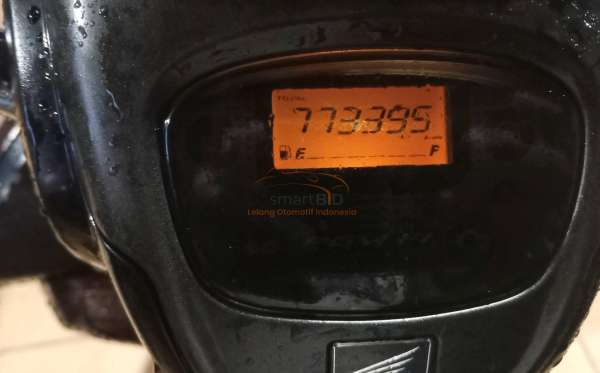 773395
E F
smartBID
Lelang Otomotif Indonesia